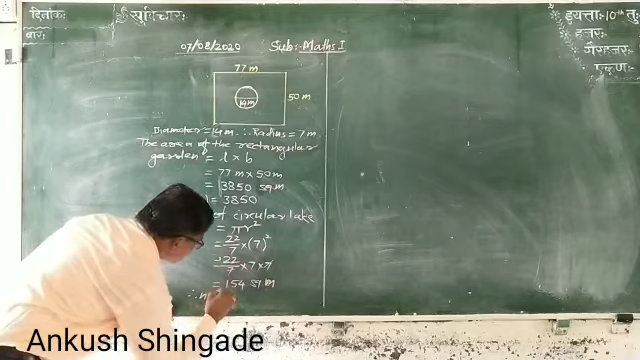 दिनांक:
सुविचार:
इयत्ता:- 10th तु:
वार:
हजर:
गैरहजर:
एकूण:-
07/08/2020 Sub:- Maths I
77 m
50 m
14m
Diameter = 14 m ∴ Radius = 7 m
The area of the rectangular
garden = l × b
= 77 m × 50 m
= 3850 sq m
= 3850
of circular lake
= πr²
= 22/7 × (7)²
= 22/7 × 7 × 7
= 154 sq m
∴ n
Ankush Shingade